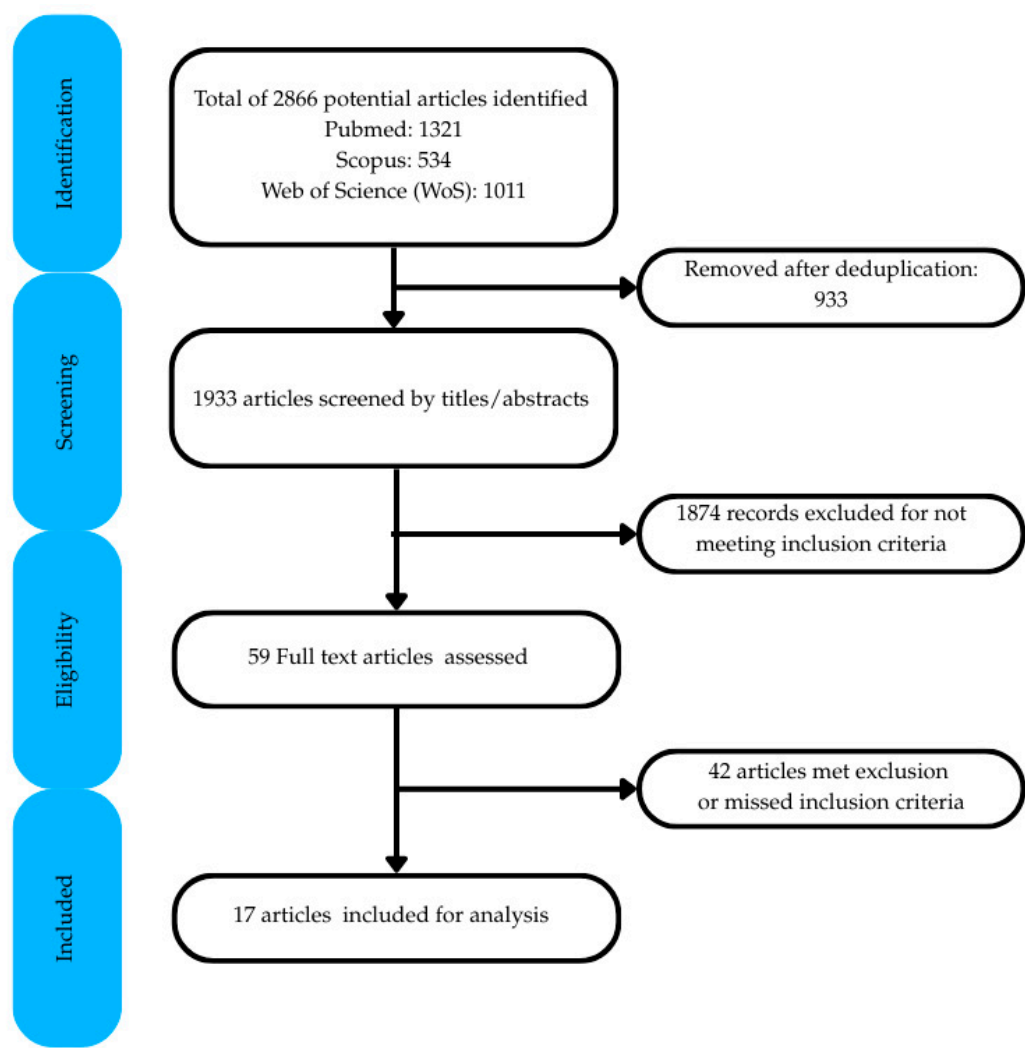 Identification
Total of 2866 potential articles identified
Pubmed: 1321
Scopus: 534
Web of Science (WoS): 1011
Removed after deduplication:
933
Screening
1933 articles screened by titles/abstracts
1874 records excluded for not
meeting inclusion criteria
Eligibility
59 Full text articles assessed
42 articles met exclusion
or missed inclusion criteria
Included
17 articles included for analysis